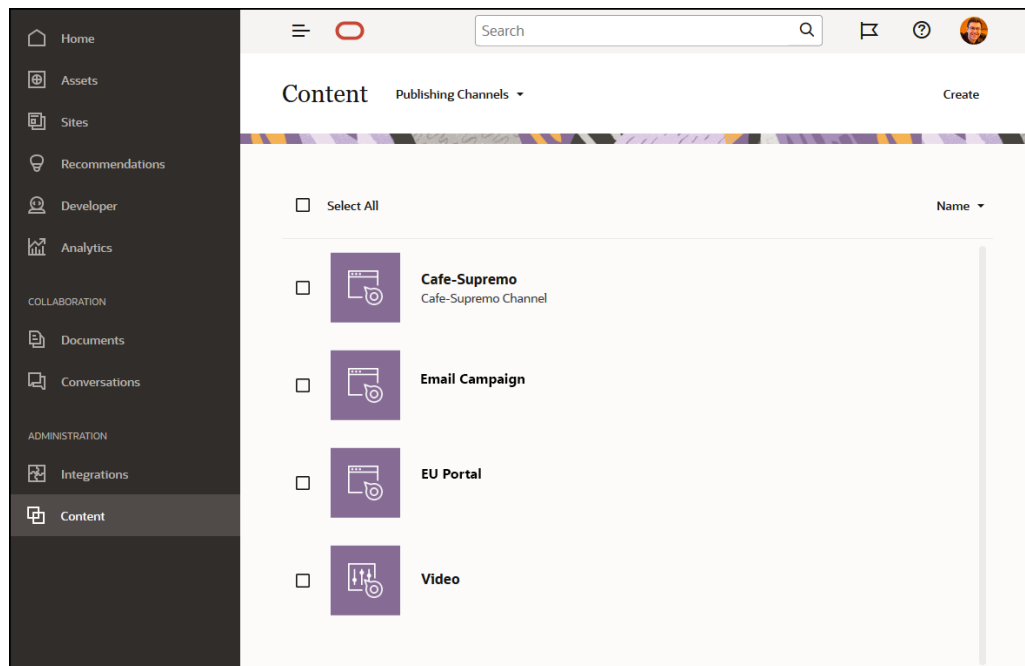 Home
Assets
Sites
Recommendations
Developer
Analytics
COLLABORATION
Documents
Conversations
ADMINISTRATION
Integrations
Content
Search
Content
Publishing Channels
Create
Select All
Name
Cafe-Supremo
Cafe-Supremo Channel
Email Campaign
EU Portal
Video